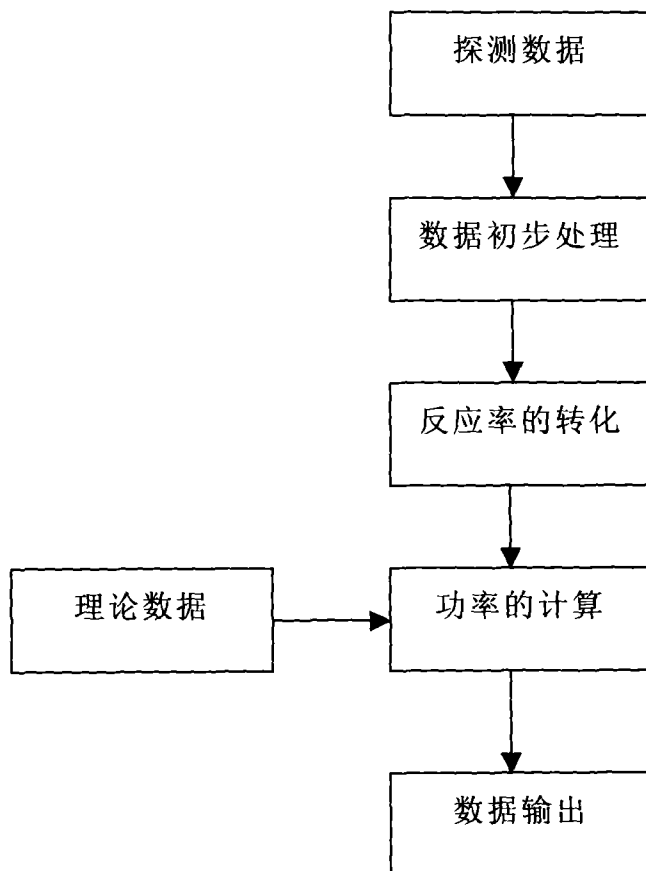 探测数据
数据初步处理
反应率的转化
理论数据
功率的计算
数据输出